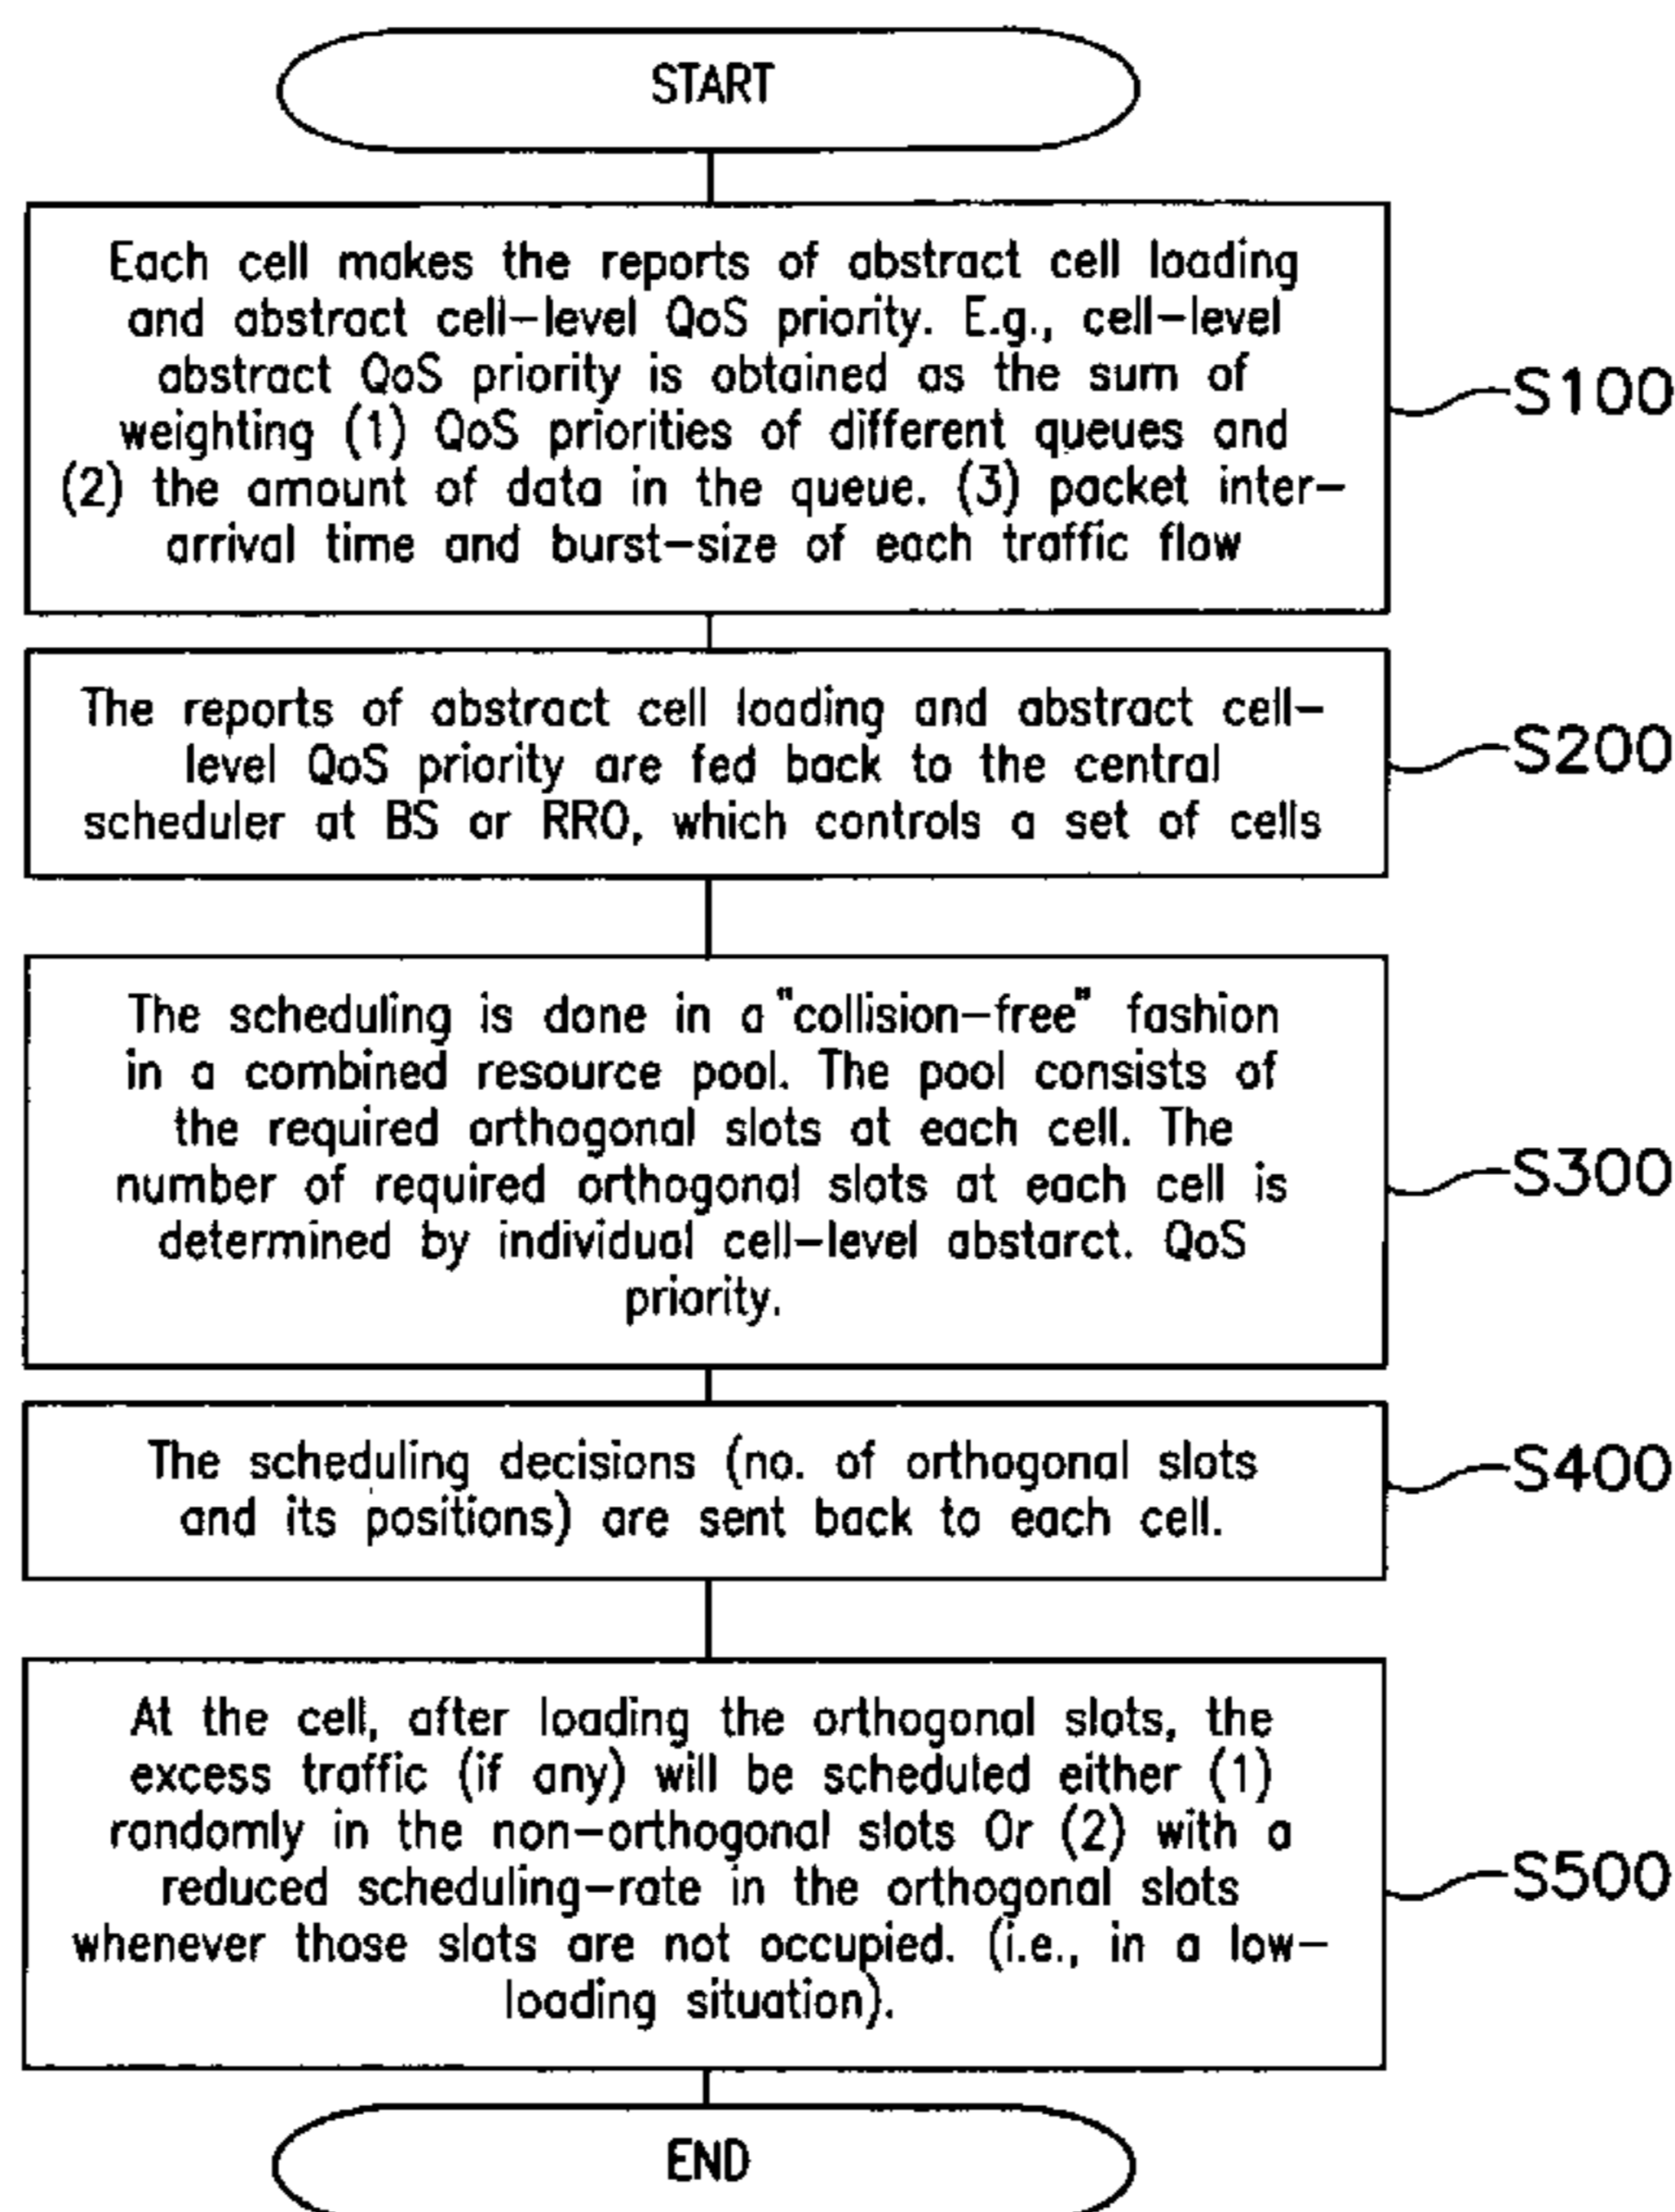 START
Each cell makes the reports of abstract cell loading
and abstract cell-level QoS priority. E.g., cell-level
abstract QoS priority is obtained as the sum of
weighting (1) QoS priorities of different queues and
(2) the amount of data in the queue. (3) packet inter-
arrival time and burst-size of each traffic flow
S100
The reports of abstract cell loading and abstract cell-
level QoS priority are fed back to the central
scheduler at BS or RRO, which controls a set of cells
S200
The scheduling is done in a "collision-free" fashion
in a combined resource pool. The pool consists of
the required orthogonal slots at each cell. The
number of required orthogonal slots at each cell is
determined by individual cell-level abstarct. QoS
priority.
S300
The scheduling decisions (no. of orthogonal slots
and its positions) are sent back to each cell.
S400
At the cell, after loading the orthogonal slots, the
excess traffic (if any) will be scheduled either (1)
randomly in the non-orthogonal slots Or (2) with a
reduced scheduling-rate in the orthogonal slots
whenever those slots are not occupied. (i.e., in a low-
loading situation).
S500
END